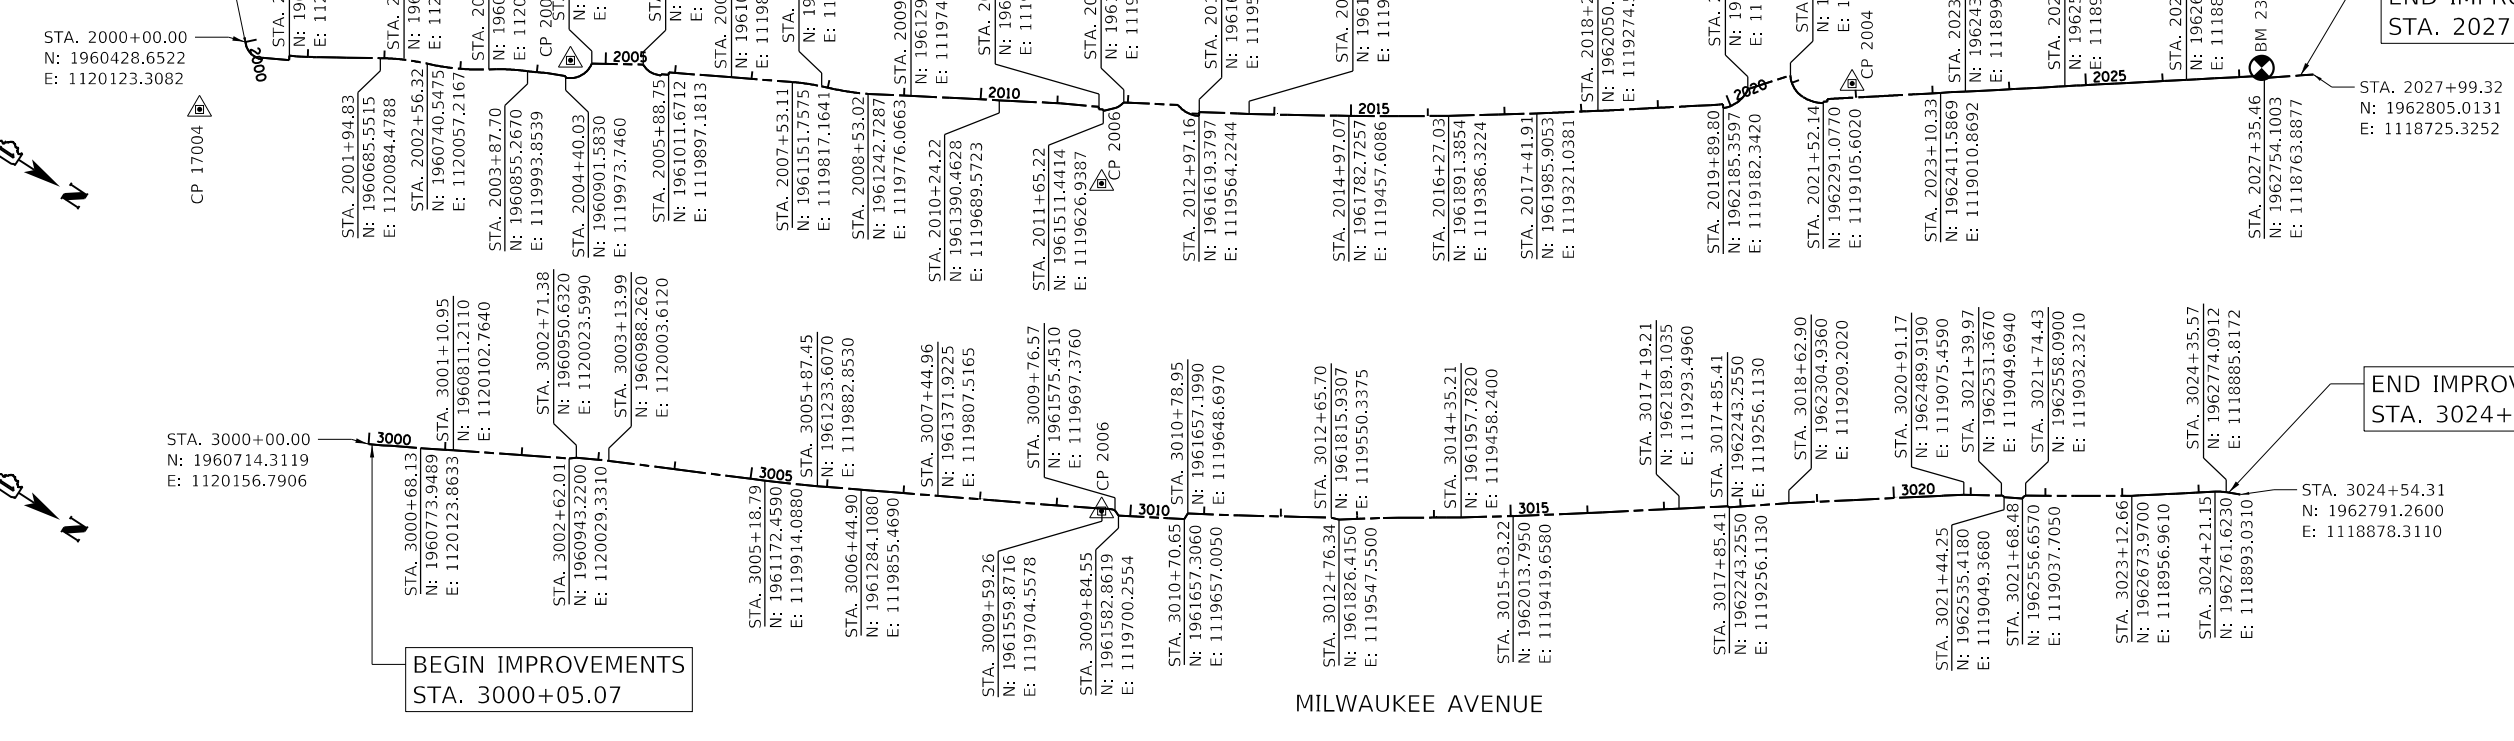 STA. 2000+00.00
N: 1960428.6522
E: 1120123.3082
CP 17004
N
2000
2005
2010
2015
2020
2025
CP 2006
CP 2004
BM 23
STA. 2027
STA. 2027+99.32
N: 1962805.0131
E: 1118725.3252
STA. 2001+94.83
N: 1960685.5515
E: 1120084.4788
STA. 2002+56.32
N: 1960740.5475
E: 1120057.2167
STA. 2003+87.70
N: 1960855.2670
E: 1119993.8539
STA. 2004+40.03
N: 1960901.5830
E: 1119973.7460
STA. 2005+88.75
N: 1961011.6712
E: 1119897.1813
STA. 2007+53.11
N: 1961151.7575
E: 1119817.1641
STA. 2008+53.02
N: 1961242.7287
E: 1119776.0663
STA. 2010+24.22
N: 1961390.4628
E: 1119689.5723
STA. 2011+65.22
N: 1961511.4414
E: 1119626.9387
STA. 2012+97.16
N: 1961619.3797
E: 1119564.2244
STA. 2014+97.07
N: 1961782.7257
E: 1119457.6086
STA. 2016+27.03
N: 1961891.3854
E: 1119386.3224
STA. 2017+41.91
N: 1961985.9053
E: 1119321.0381
STA. 2019+89.80
N: 1962185.3597
E: 1119182.3420
STA. 2021+52.14
N: 1962291.0770
E: 1119105.6020
STA. 2023+10.33
N: 1962411.5869
E: 1119010.8692
STA. 2027+35.46
N: 1962754.1003
E: 1118763.8877
STA. 3001+10.95
N: 1960811.2110
E: 1120102.7640
STA. 3002+71.38
N: 1960950.6320
E: 1120023.5990
STA. 3003+13.99
N: 1960988.2620
E: 1120003.6120
STA. 3005+87.45
N: 1961233.6070
E: 1119882.8530
STA. 3007+44.96
N: 1961371.9225
E: 1119807.5165
STA. 3009+76.57
N: 1961575.4510
E: 1119697.3760
CP 2006
STA. 3010+78.95
N: 1961657.1990
E: 1119648.6970
STA. 3012+65.70
N: 1961815.9307
E: 1119550.3375
STA. 3014+35.21
N: 1961957.7820
E: 1119458.2400
STA. 3017+19.21
N: 1962189.1035
E: 1119293.4960
STA. 3017+85.41
N: 1962243.2550
E: 1119256.1130
STA. 3018+62.90
N: 1962304.9360
E: 1119209.2020
STA. 3020+91.17
N: 1962489.9190
E: 1119075.4590
STA. 3021+39.97
N: 1962531.3670
E: 1119049.6940
STA. 3021+74.43
N: 1962558.0900
E: 1119032.3210
STA. 3024+35.57
N: 1962774.0912
E: 1118885.8172
END IMPROV
STA. 3024+
STA. 3000+00.00
N: 1960714.3119
E: 1120156.7906
N
3000
3005
3010
3015
3020
STA. 3024+54.31
N: 1962791.2600
E: 1118878.3110
STA. 3000+68.13
N: 1960773.9489
E: 1120123.8633
STA. 3002+62.01
N: 1960943.2200
E: 1120029.3310
STA. 3005+18.79
N: 1961172.4590
E: 1119914.0880
STA. 3006+44.90
N: 1961284.1080
E: 1119855.4690
STA. 3009+59.26
N: 1961559.8716
E: 1119704.5578
STA. 3009+84.55
N: 1961582.8619
E: 1119700.2554
STA. 3010+70.65
N: 1961657.3060
E: 1119657.0050
STA. 3012+76.34
N: 1961826.4150
E: 1119547.5500
STA. 3015+03.22
N: 1962013.7950
E: 1119419.6580
STA. 3017+85.41
N: 1962243.2550
E: 1119256.1130
STA. 3021+44.25
N: 1962535.4180
E: 1119049.3680
STA. 3021+68.48
N: 1962556.6570
E: 1119037.7050
STA. 3023+12.66
N: 1962673.9700
E: 1118956.9610
STA. 3024+21.15
N: 1962761.6230
E: 1118893.0310
BEGIN IMPROVEMENTS
STA. 3000+05.07
MILWAUKEE AVENUE